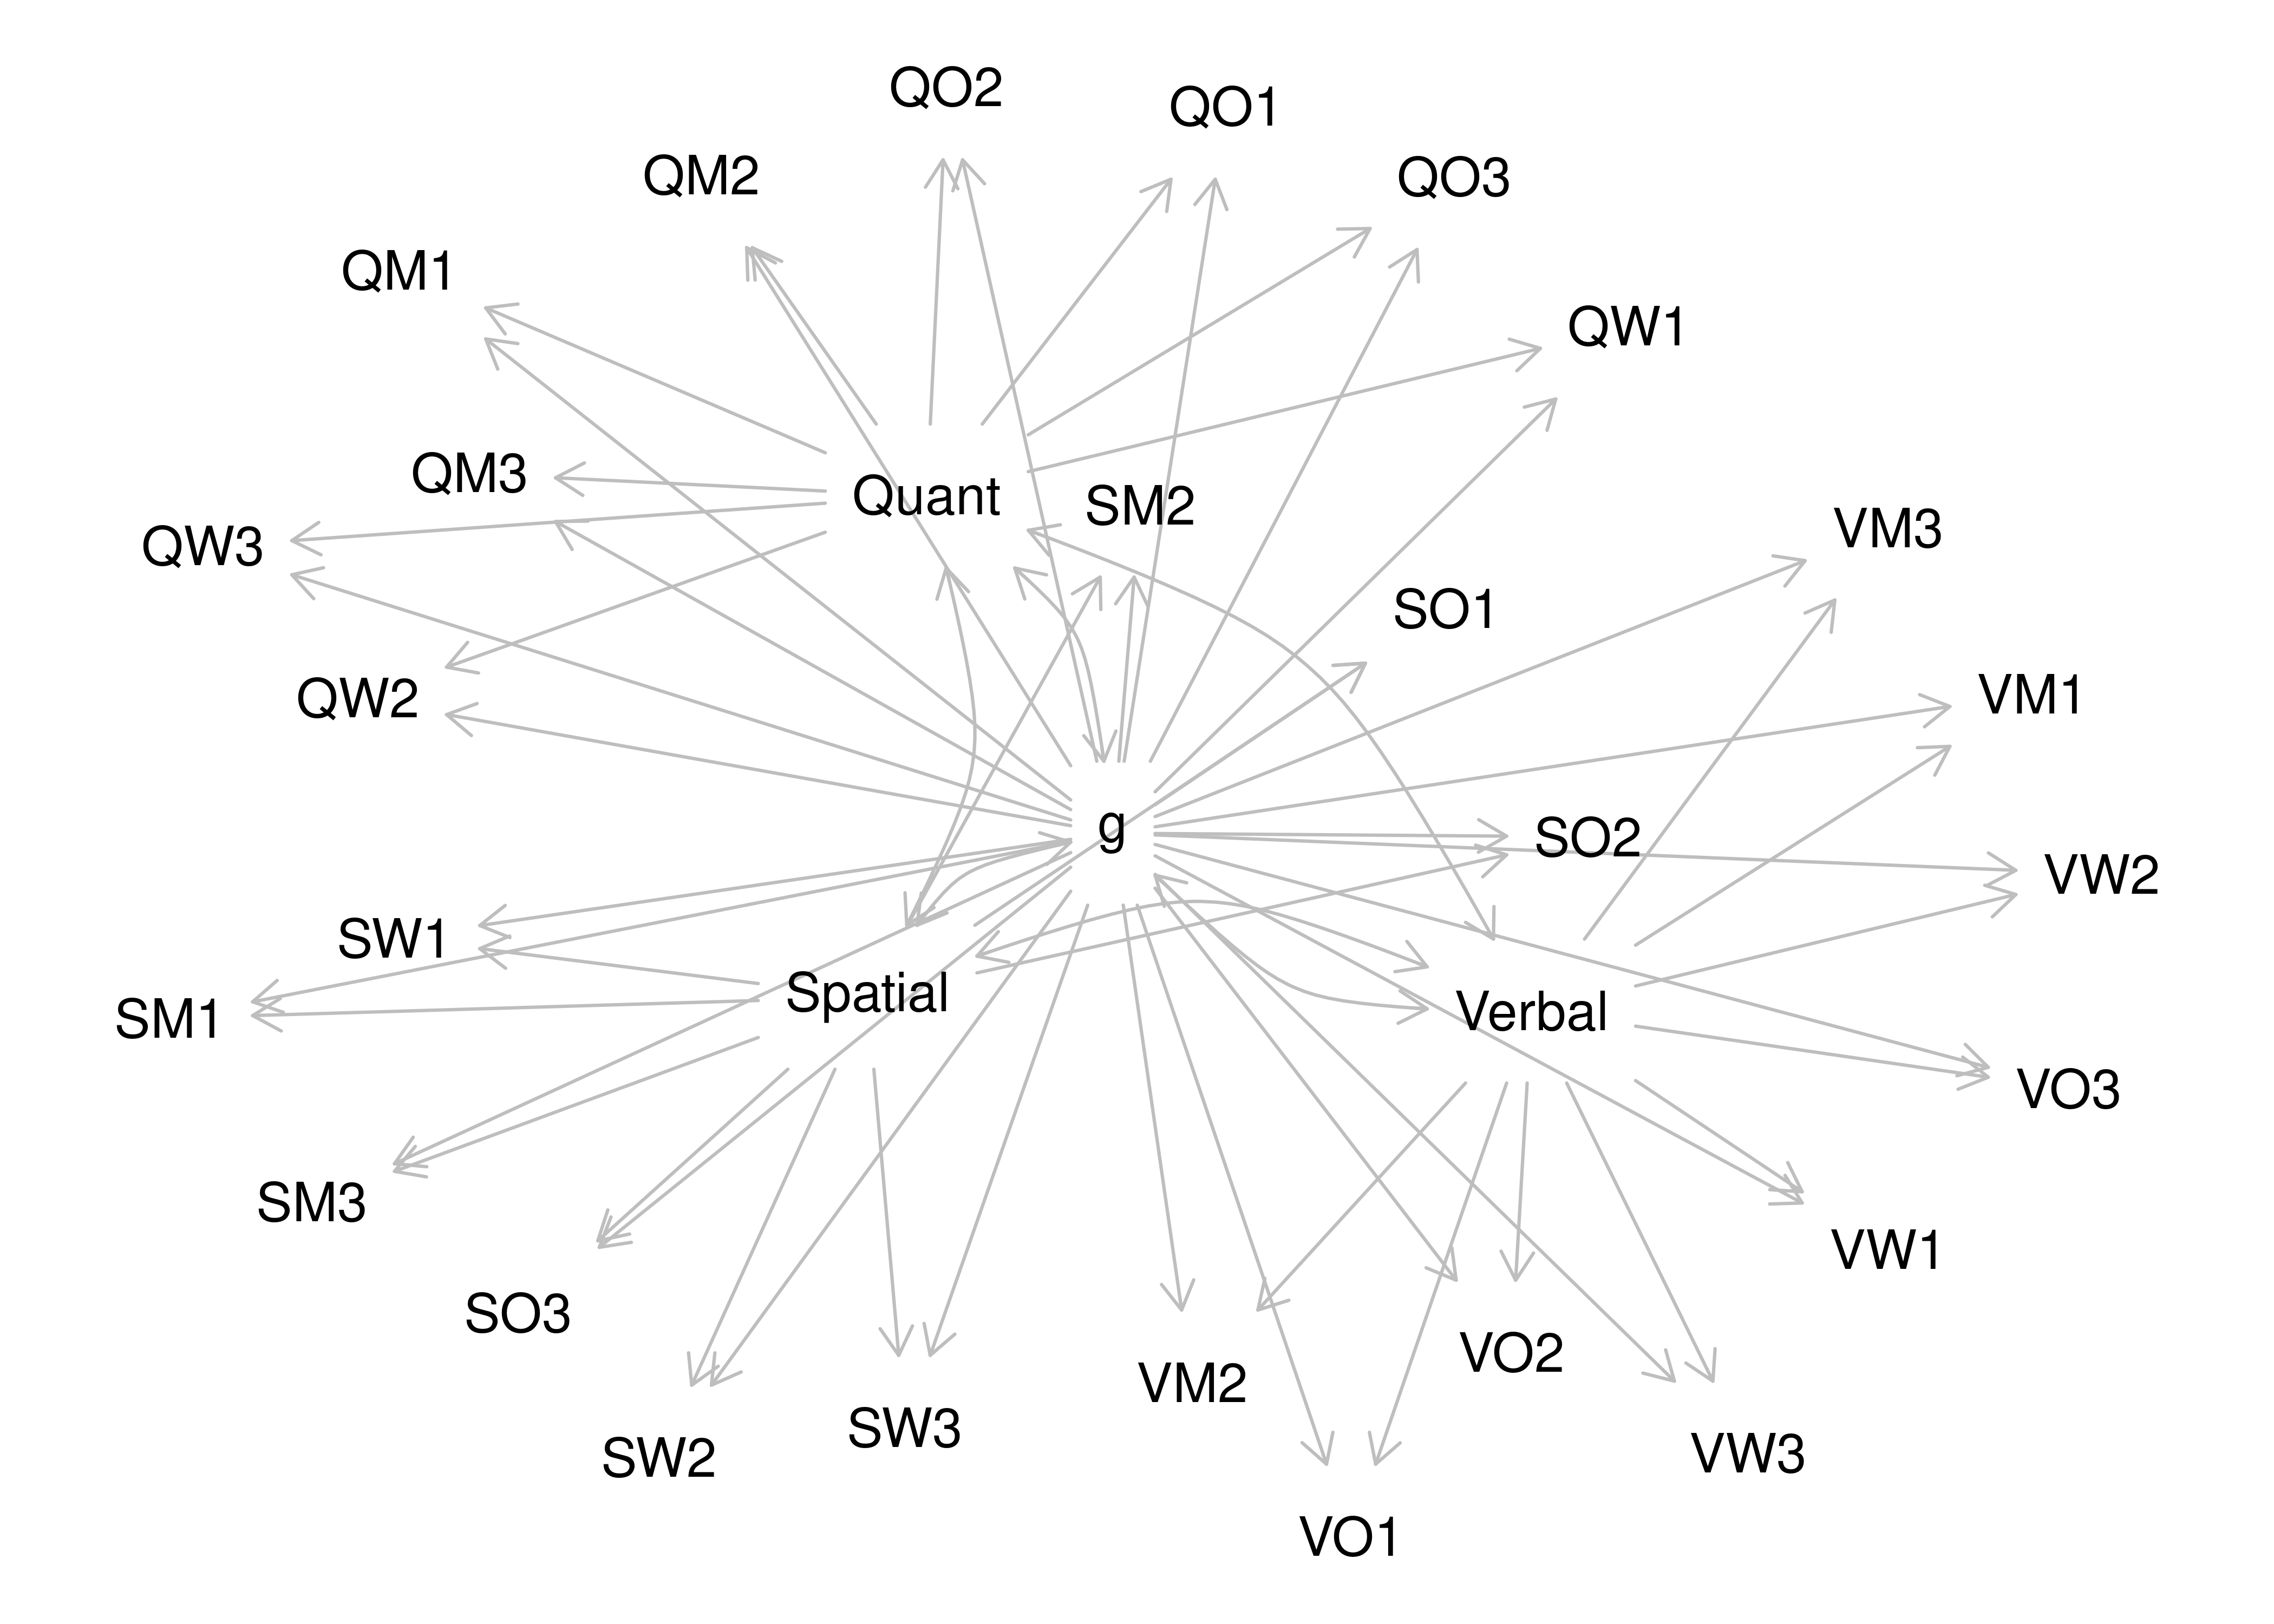 QO2
QO1
QM2
QO3
QM1
QW1
QM3
Quant
SM2
VM3
QW3
SO1
QW2
VM1
g
SO2
VW2
SW1
Spatial
Verbal
SM1
VO3
SM3
VW1
SO3
VO2
VM2
SW3
SW2
VW3
VO1